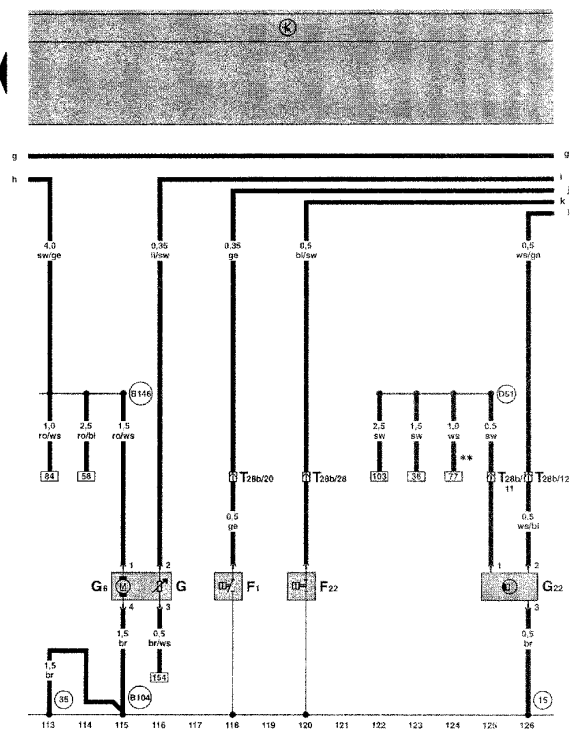 k
g g
h i
j
k
l
4,0 0,35 0,35 0,5 0,5
sw/ge li/sw ge bl/sw ws/gn
B146 D51
1,0 2,5 1,5 2,5 1,5 1,0 0,5
ro/ws ro/bl ro/ws sw sw ws sw
**
84 58 T28b/20 T28b/28 103 36 77 T28b/11 T28b/12
0,5 0,5
ge ws/bl
1 2 1 2
G6 M G F1 F22 G22
4 3 3
1,5 0,5 0,5
br br/ws br
1,5
br
154
36 B104 15
113 114 115 116 117 118 119 120 121 122 123 124 125 126